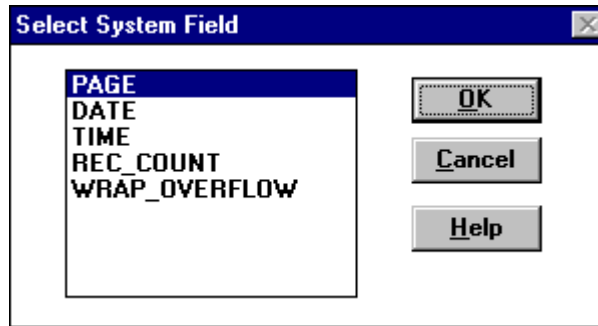 Select System Field
PAGE
DATE
TIME
REC_COUNT
WRAP_OVERFLOW
OK
Cancel
Help